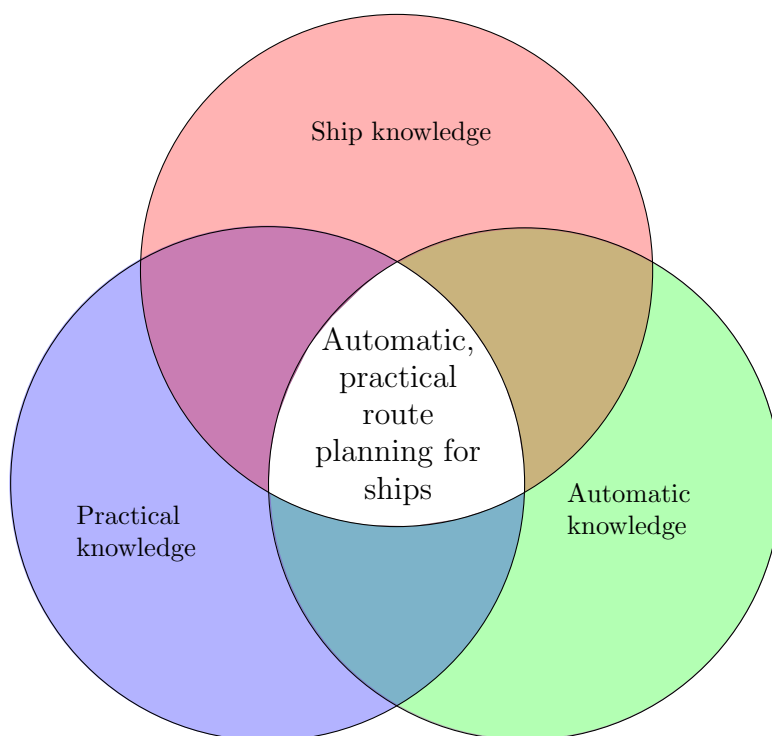 Ship knowledge
Automatic,
practical
route
planning for
ships
Practical
knowledge
Automatic
knowledge